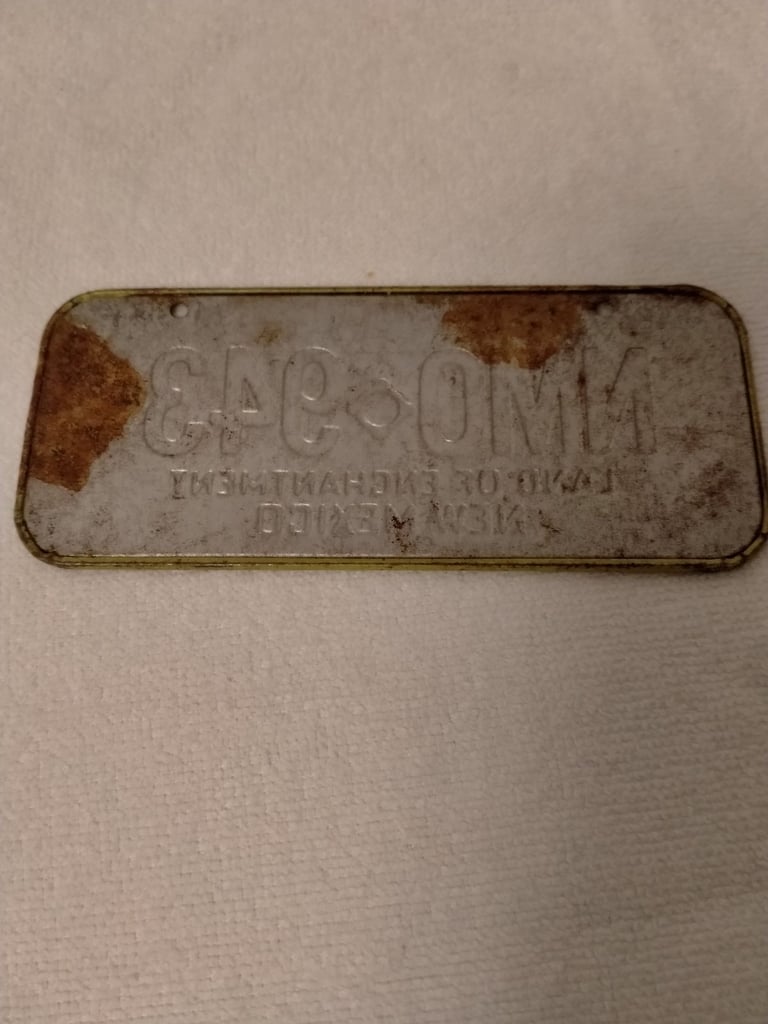 NMO 943
LAND OF ENCHANTMENT
NEW MEXICO